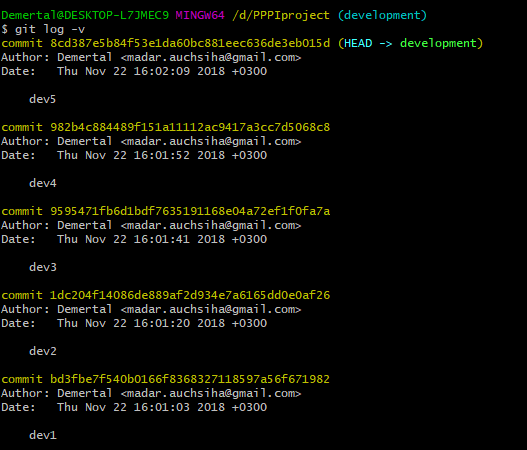 Demertal@DESKTOP-L7JMEC9 MINGW64 /d/PPPIproject (development)
$ git log -v
commit 8cd387e5b84f53e1da60bc881eec636de3eb015d (HEAD -> development)
Author: Demertal <madar.auchsiha@gmail.com>
Date:   Thu Nov 22 16:02:09 2018 +0300

    dev5

commit 982b4c884489f151a11112ac9417a3cc7d5068c8
Author: Demertal <madar.auchsiha@gmail.com>
Date:   Thu Nov 22 16:01:52 2018 +0300

    dev4

commit 9595471fb6d1bdf7635191168e04a72ef1f0fa7a
Author: Demertal <madar.auchsiha@gmail.com>
Date:   Thu Nov 22 16:01:41 2018 +0300

    dev3

commit 1dc204f14086de889af2d934e7a6165dd0e0af26
Author: Demertal <madar.auchsiha@gmail.com>
Date:   Thu Nov 22 16:01:20 2018 +0300

    dev2

commit bd3fbe7f540b0166f8368327118597a56f671982
Author: Demertal <madar.auchsiha@gmail.com>
Date:   Thu Nov 22 16:01:03 2018 +0300

    dev1